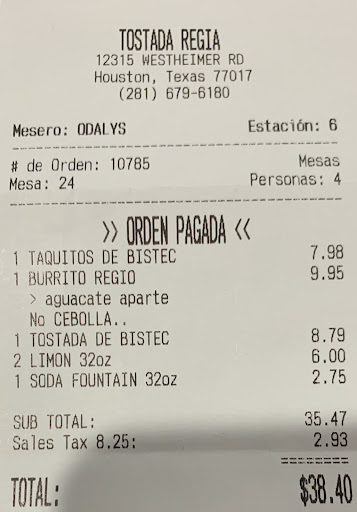 TOSTADA REGIA
12315 WESTHEIMER RD
Houston, Texas 77017
(281) 679-6180
Mesero: ODALYS Estación: 6
# de Orden: 10785 Mesas
Mesa: 24 Personas: 4
>> ORDEN PAGADA <<
1 TAQUITOS DE BISTEC 7.98
1 BURRITO REGIO 9.95
> aguacate aparte
No CEBOLLA..
1 TOSTADA DE BISTEC 8.79
2 LIMON 32oz 6.00
1 SODA FOUNTAIN 32oz 2.75
SUB TOTAL: 35.47
Sales Tax 8.25: 2.93
=====
TOTAL: $38.40